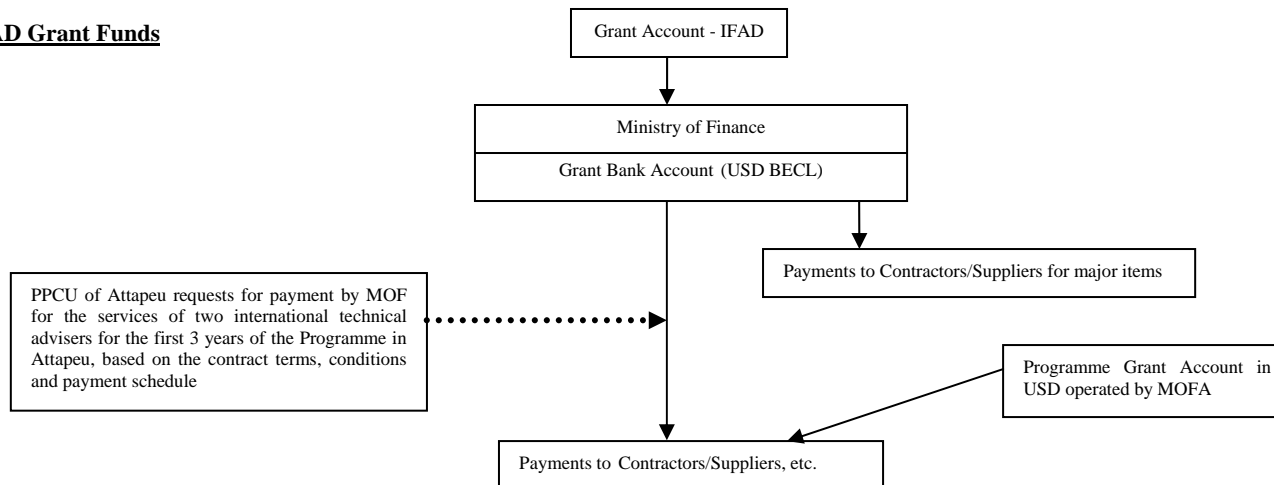 AD Grant Funds
Grant Account - IFAD
Ministry of Finance
Grant Bank Account (USD BECL)
Payments to Contractors/Suppliers for major items
PPCU of Attapeu requests for payment by MOF
for the services of two international technical
advisers for the first 3 years of the Programme in
Attapeu, based on the contract terms, conditions
and payment schedule
Programme Grant Account in
USD operated by MOFA
Payments to Contractors/Suppliers, etc.